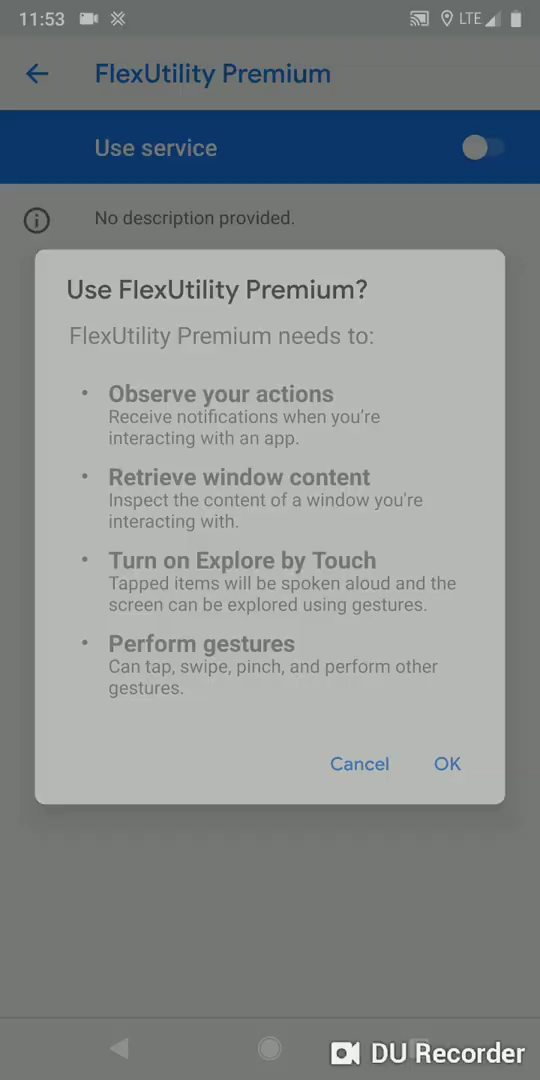 11:53 LTE
FlexUtility Premium
Use service
No description provided.
Use FlexUtility Premium?
FlexUtility Premium needs to:
• Observe your actions
Receive notifications when you're
interacting with an app.
• Retrieve window content
Inspect the content of a window you're
interacting with.
• Turn on Explore by Touch
Tapped items will be spoken aloud and the
screen can be explored using gestures.
• Perform gestures
Can tap, swipe, pinch, and perform other
gestures.
Cancel OK
DU Recorder